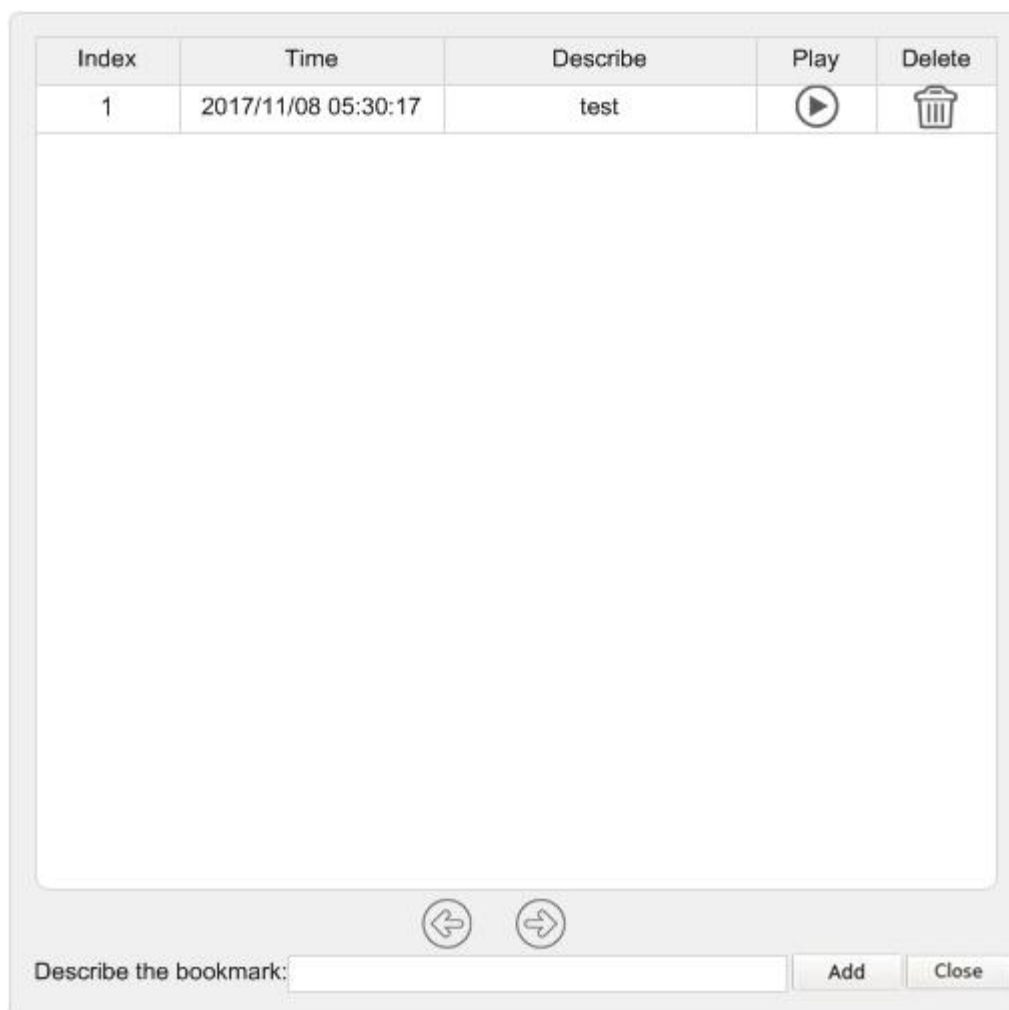 Index Time Describe Play Delete
1 2017/11/08 05:30:17 test
Describe the bookmark: Add Close